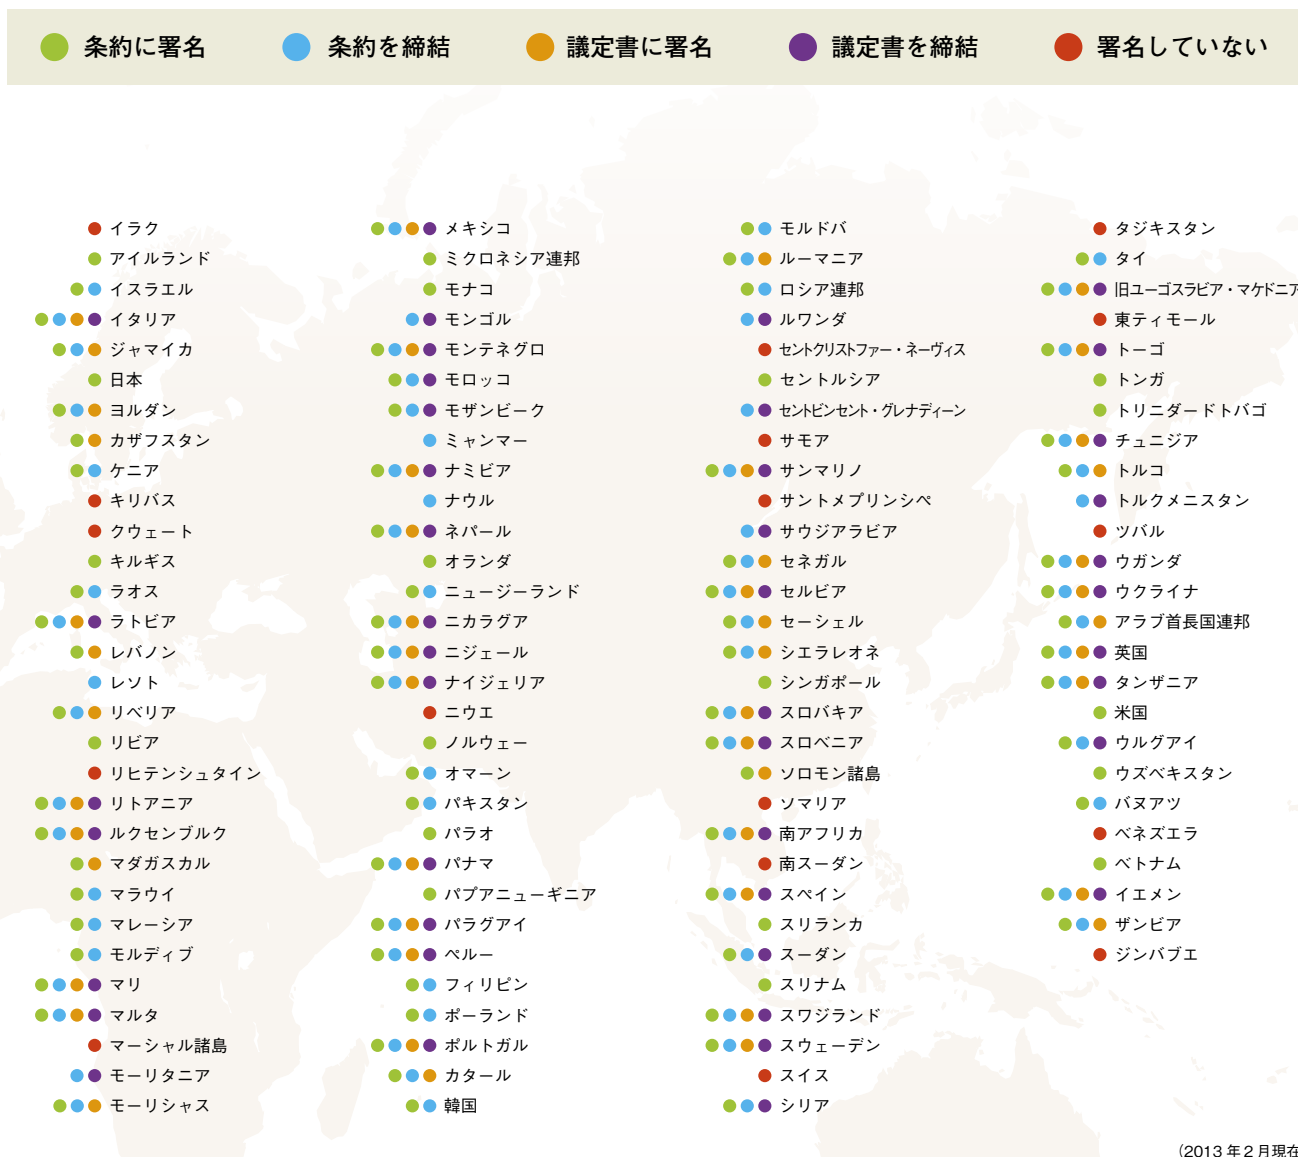 条約に署名
条約を締結
議定書に署名
議定書を締結
署名していない
イラク
アイルランド
イスラエル
イタリア
ジャマイカ
日本
ヨルダン
カザフスタン
ケニア
キリバス
クウェート
キルギス
ラオス
ラトビア
レバノン
レソト
リベリア
リビア
リヒテンシュタイン
リトアニア
ルクセンブルク
マダガスカル
マラウイ
マレーシア
モルディブ
マリ
マルタ
マーシャル諸島
モーリタニア
モーリシャス
メキシコ
ミクロネシア連邦
モナコ
モンゴル
モンテネグロ
モロッコ
モザンビーク
ミャンマー
ナミビア
ナウル
ネパール
オランダ
ニュージーランド
ニカラグア
ニジェール
ナイジェリア
ニウエ
ノルウェー
オマーン
パキスタン
パラオ
パナマ
パプアニューギニア
パラグアイ
ペルー
フィリピン
ポーランド
ポルトガル
カタール
韓国
モルドバ
ルーマニア
ロシア連邦
ルワンダ
セントクリストファー・ネーヴィス
セントルシア
セントビンセント・グレナディーン
サモア
サンマリノ
サントメプリンシペ
サウジアラビア
セネガル
セルビア
セーシェル
シエラレオネ
シンガポール
スロバキア
スロベニア
ソロモン諸島
ソマリア
南アフリカ
南スーダン
スペイン
スリランカ
スーダン
スリナム
スワジランド
スウェーデン
スイス
シリア
タジキスタン
タイ
旧ユーゴスラビア・マケドニア
東ティモール
トーゴ
トンガ
トリニダードトバゴ
チュニジア
トルコ
トルクメニスタン
ツバル
ウガンダ
ウクライナ
アラブ首長国連邦
英国
タンザニア
米国
ウルグアイ
ウズベキスタン
バヌアツ
ベネズエラ
ベトナム
イエメン
ザンビア
ジンバブエ
（2013 年 2 月現在